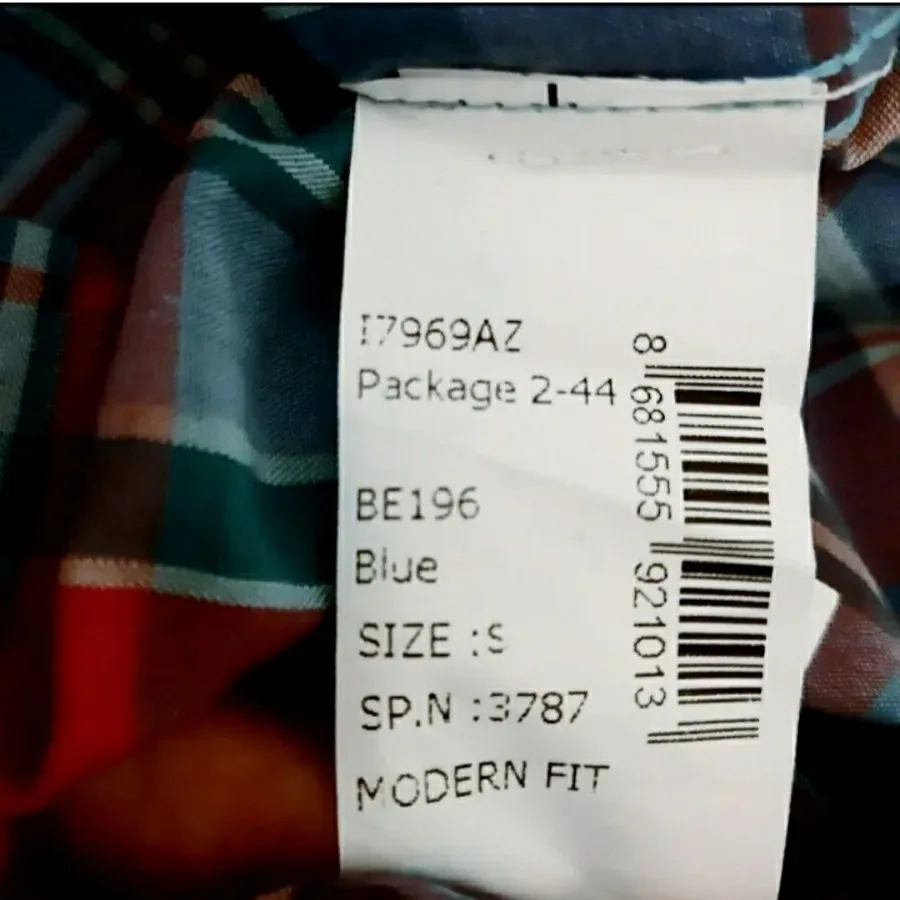 I7969AZ
Package 2-44
BE196
Blue
SIZE :S
SP.N :3787
MODERN FIT
8 681555 921013